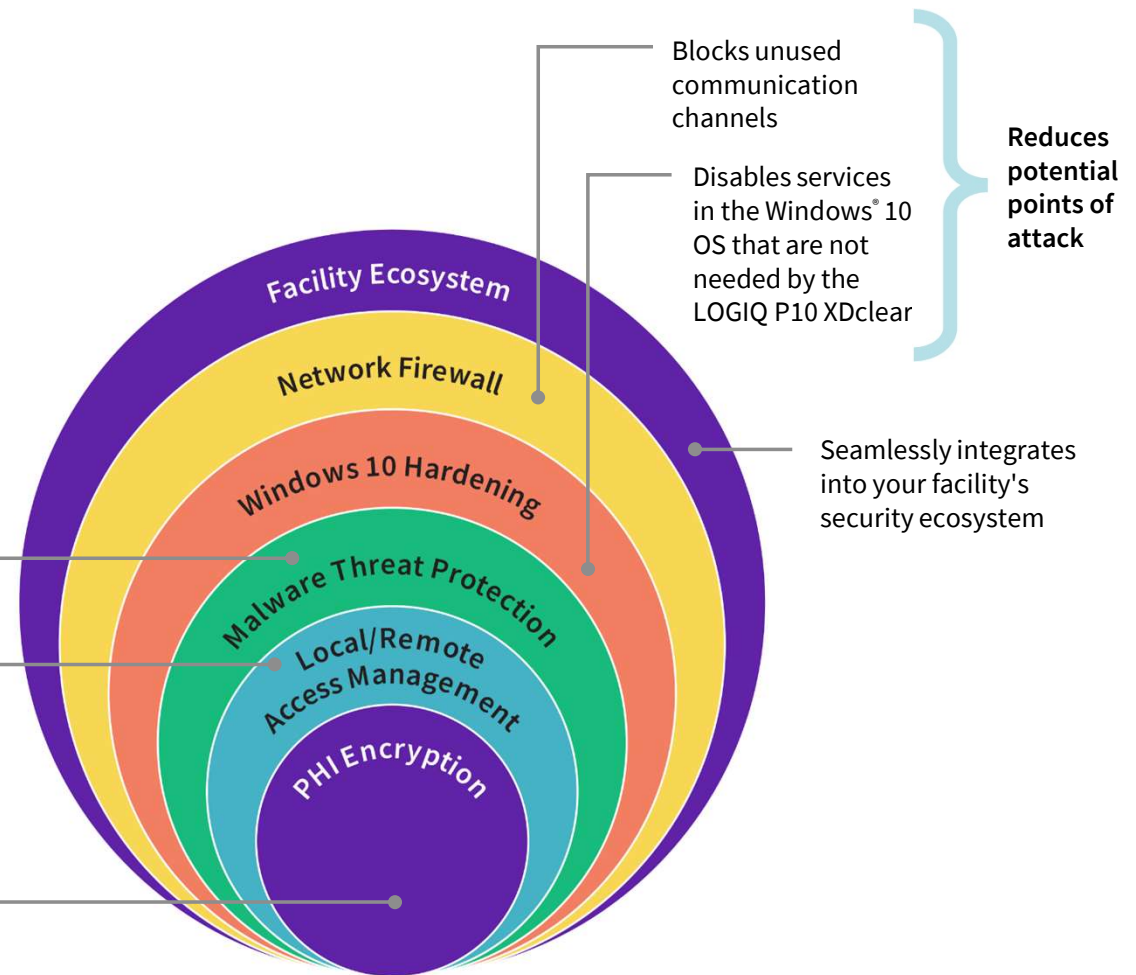 Blocks unused
communication
channels
Disables services
in the Windows® 10
OS that are not
needed by the
LOGIQ P10 XDclear
Reduces
potential
points of
attack
Seamlessly integrates
into your facility's
security ecosystem
Facility Ecosystem
Network Firewall
Windows 10 Hardening
Malware Threat Protection
Local/Remote
Access Management
PHI Encryption